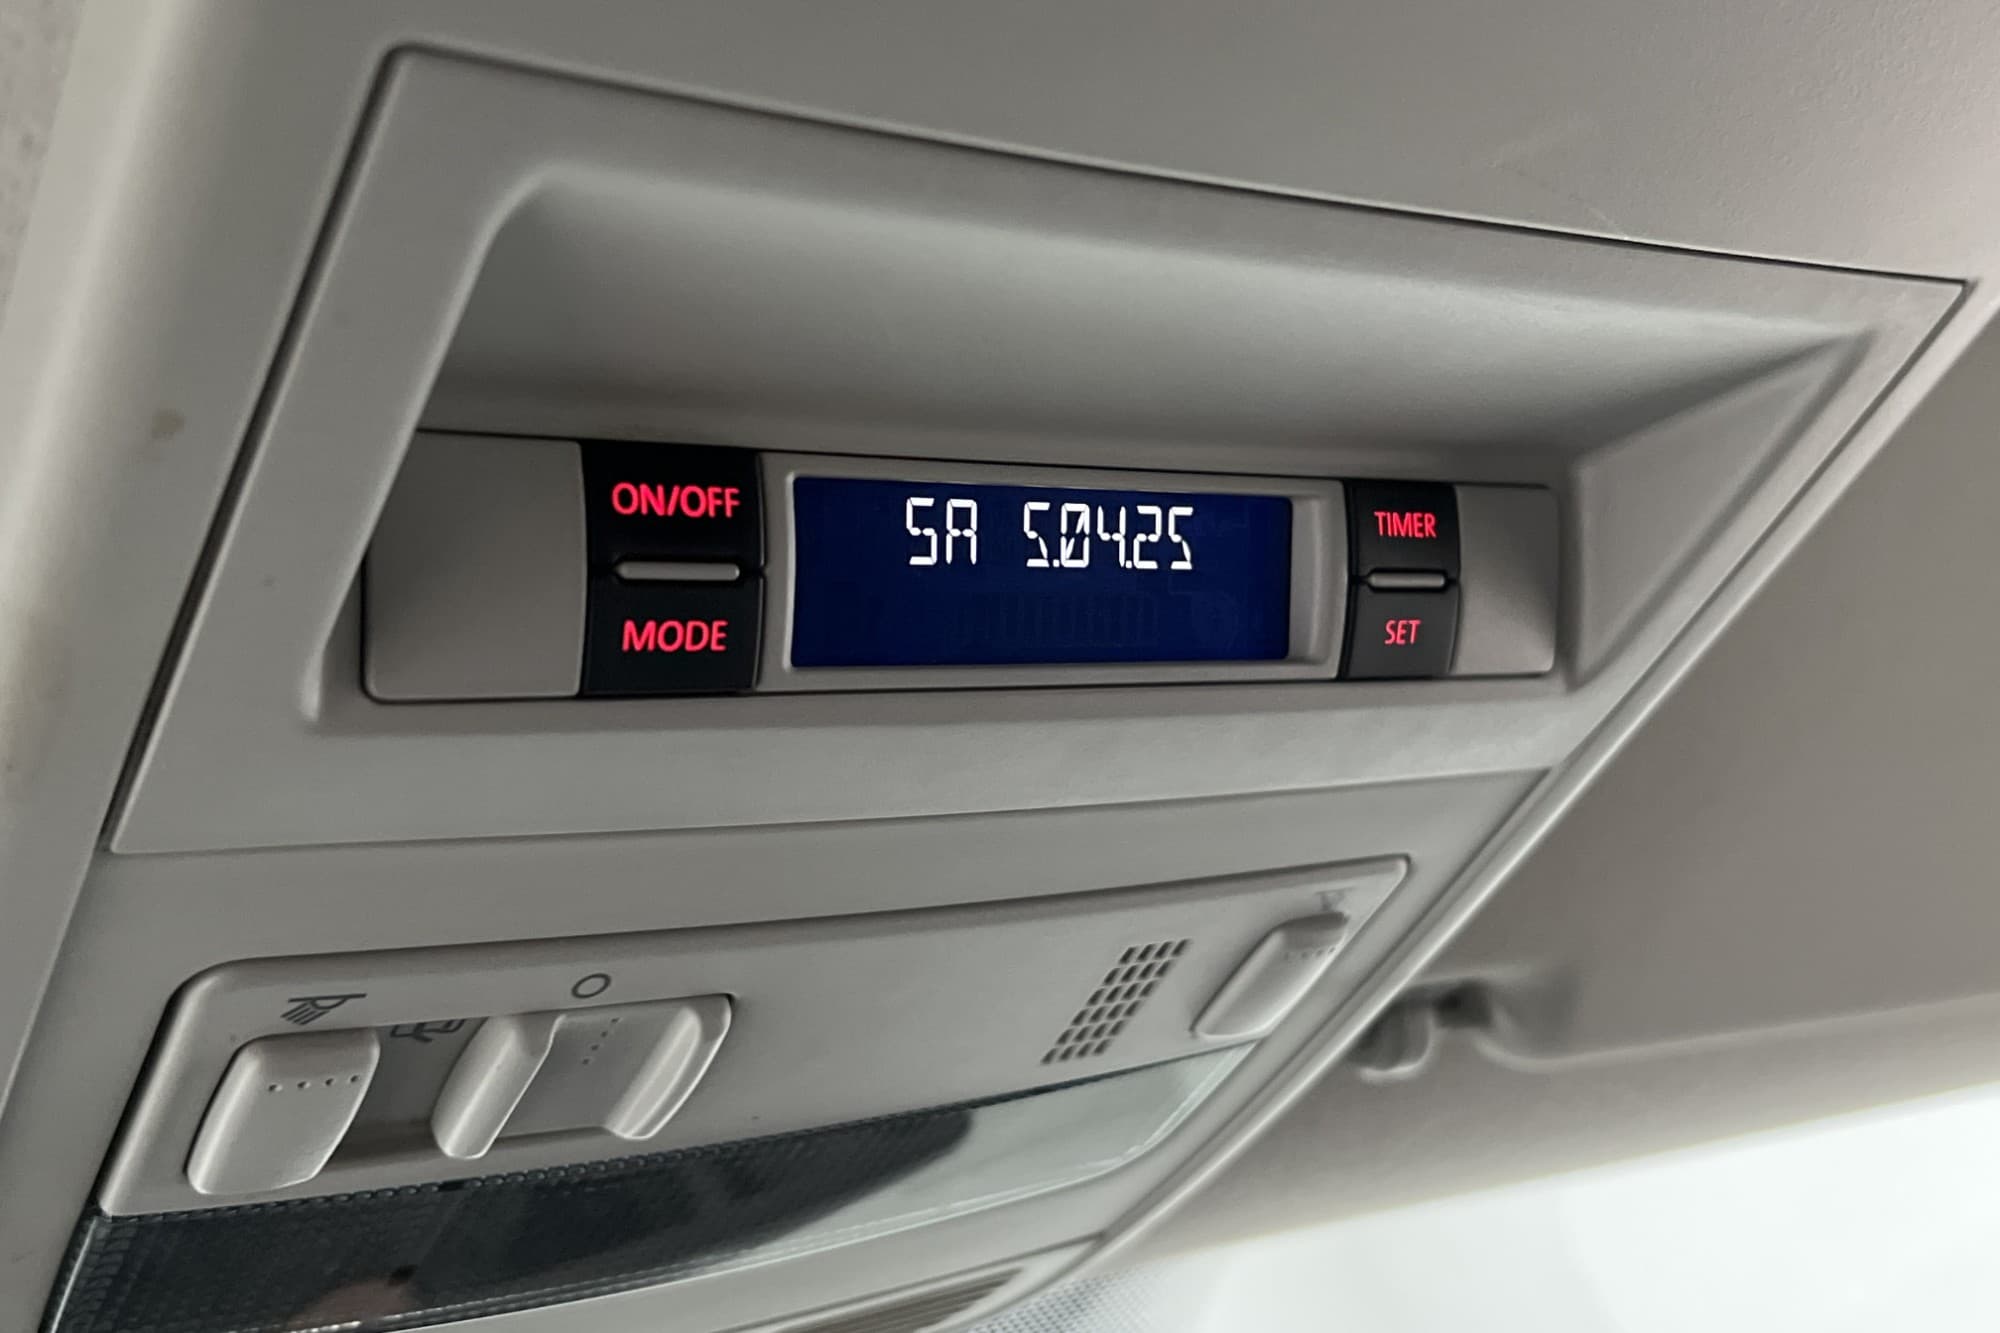 ON/OFF
MODE
SA 5.04.25
TIMER
SET